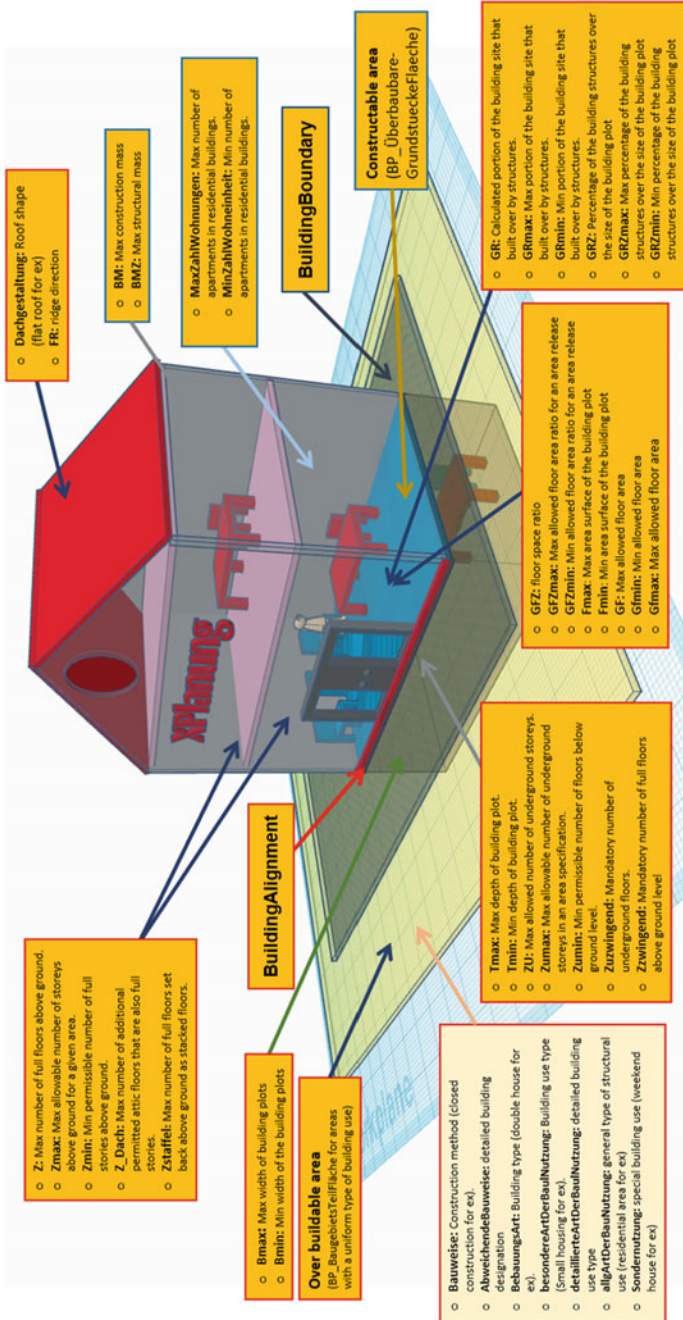 Z: Max number of full floors above ground.
Zmax: Max allowable number of storeys
above ground for a given area.
Zmin: Min permissible number of full
stories above ground.
Z_Dach: Max number of additional
permitted attic floors that are also full
stories.
Zstaffel: Max number of full floors set
back above ground as stacked floors.
Dachgestaltung: Roof shape
(flat roof for ex)
FR: ridge direction
BM: Max construction mass
BMZ: Max structural mass
MaxZahlWohnungen: Max number of
apartments in residential buildings.
MinZahlWohneinheit: Min number of
apartments in residential buildings.
XPlanung
Bmax: Max width of building plots
Bmin: Min width of the building plots
BuildingAlignment
BuildingBoundary
Over buildable area
(BP_BaugebietsTeilFläche for areas
with a uniform type of building use)
Constructable area
(BP_Überbaubare-
GrundstueckeFlaeche)
plane
Bauweise: Construction method (closed
construction for ex).
AbweichendeBauweise: detailed building
designation
BebauungsArt: Building type (double house for
ex).
besondereArtDerBaulNutzung: Building use type
(Small housing for ex).
detaillierteArtDerBaulNutzung: detailed building
use type
allgArtDerBauNutzung: general type of structural
use (residential area for ex)
Sondernutzung: special building use (weekend
house for ex)
Tmax: Max depth of building plot.
Tmin: Min depth of building plot.
ZU: Max allowed number of underground storeys.
Zumax: Max allowable number of underground
storeys in an area specification.
Zumin: Min permissible number of floors below
ground level.
Zuzwingend: Mandatory number of
underground floors.
Zzwingend: Mandatory number of full floors
above ground level
GFZ: floor space ratio
GFZmax: Max allowed floor area ratio for an area release
GFZmin: Min allowed floor area ratio for an area release
Fmax: Max area surface of the building plot
Fmin: Min area surface of the building plot
GF: Max allowed floor area
Gfmin: Min allowed floor area
Gfmax: Max allowed floor area
GR: Calculated portion of the building site that
built over by structures.
GRmax: Max portion of the building site that
built over by structures.
GRmin: Min portion of the building site that
built over by structures.
GRZ: Percentage of the building structures over
the size of the building plot
GRZmax: Max percentage of the building
structures over the size of the building plot
GRZmin: Min percentage of the building
structures over the size of the building plot